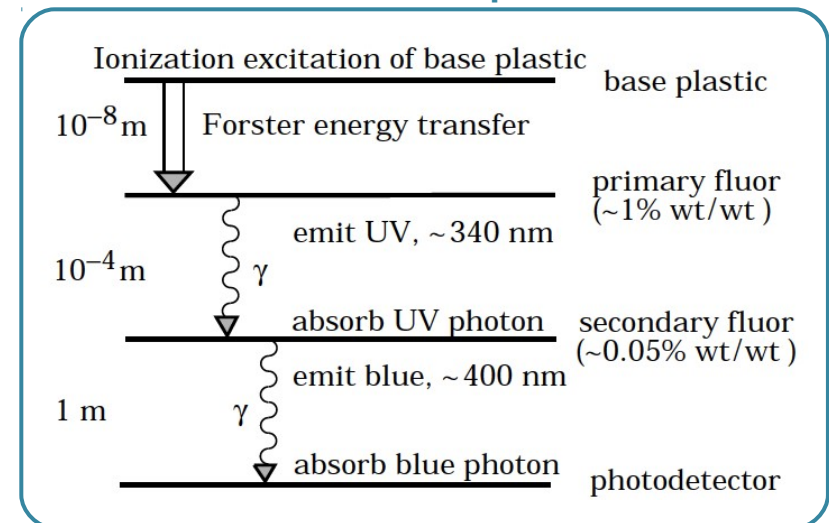 Ionization excitation of base plastic
base plastic
10⁻⁸ m
Forster energy transfer
primary fluor
(~1% wt/wt )
emit UV, ~340 nm
10⁻⁴ m
γ
absorb UV photon
secondary fluor
(~0.05% wt/wt )
emit blue, ~400 nm
1 m
γ
absorb blue photon
photodetector